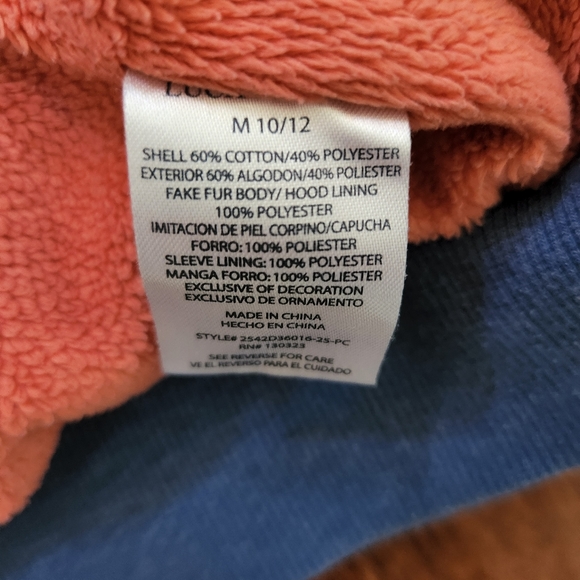 M 10/12
SHELL 60% COTTON/40% POLYESTER
EXTERIOR 60% ALGODON/40% POLIESTER
FAKE FUR BODY/ HOOD LINING
100% POLYESTER
IMITACION DE PIEL CORPINO/CAPUCHA
FORRO: 100% POLIESTER
SLEEVE LINING: 100% POLYESTER
MANGA FORRO: 100% POLIESTER
EXCLUSIVE OF DECORATION
EXCLUSIVO DE ORNAMENTO
MADE IN CHINA
HECHO EN CHINA
STYLE# 2542D36016-25-PC
RN# 130323
SEE REVERSE FOR CARE
VE EL REVERSO PARA EL CUIDADO